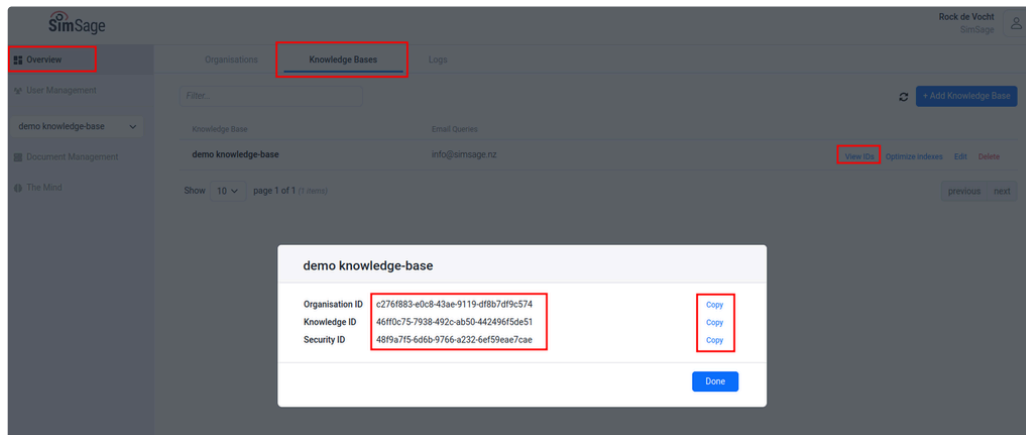 SimSage
Rock de Vocht
SimSage
Overview
Organisations Knowledge Bases Logs
User Management
Filter...
+ Add Knowledge Base
demo knowledge-base
Knowledge Base Email Queries
Document Management
demo knowledge-base info@simsage.nz View IDs Optimize indexes Edit Delete
The Mind
Show 10 page 1 of 1 (1 items) previous next
demo knowledge-base
Organisation ID c276f883-e0c8-43ae-9119-df8b7df9c574 Copy
Knowledge ID 46ff0c75-7938-492c-ab50-442496f5de51 Copy
Security ID 48f9a7f5-6d6b-9766-a232-6ef59eae7cae Copy
Done